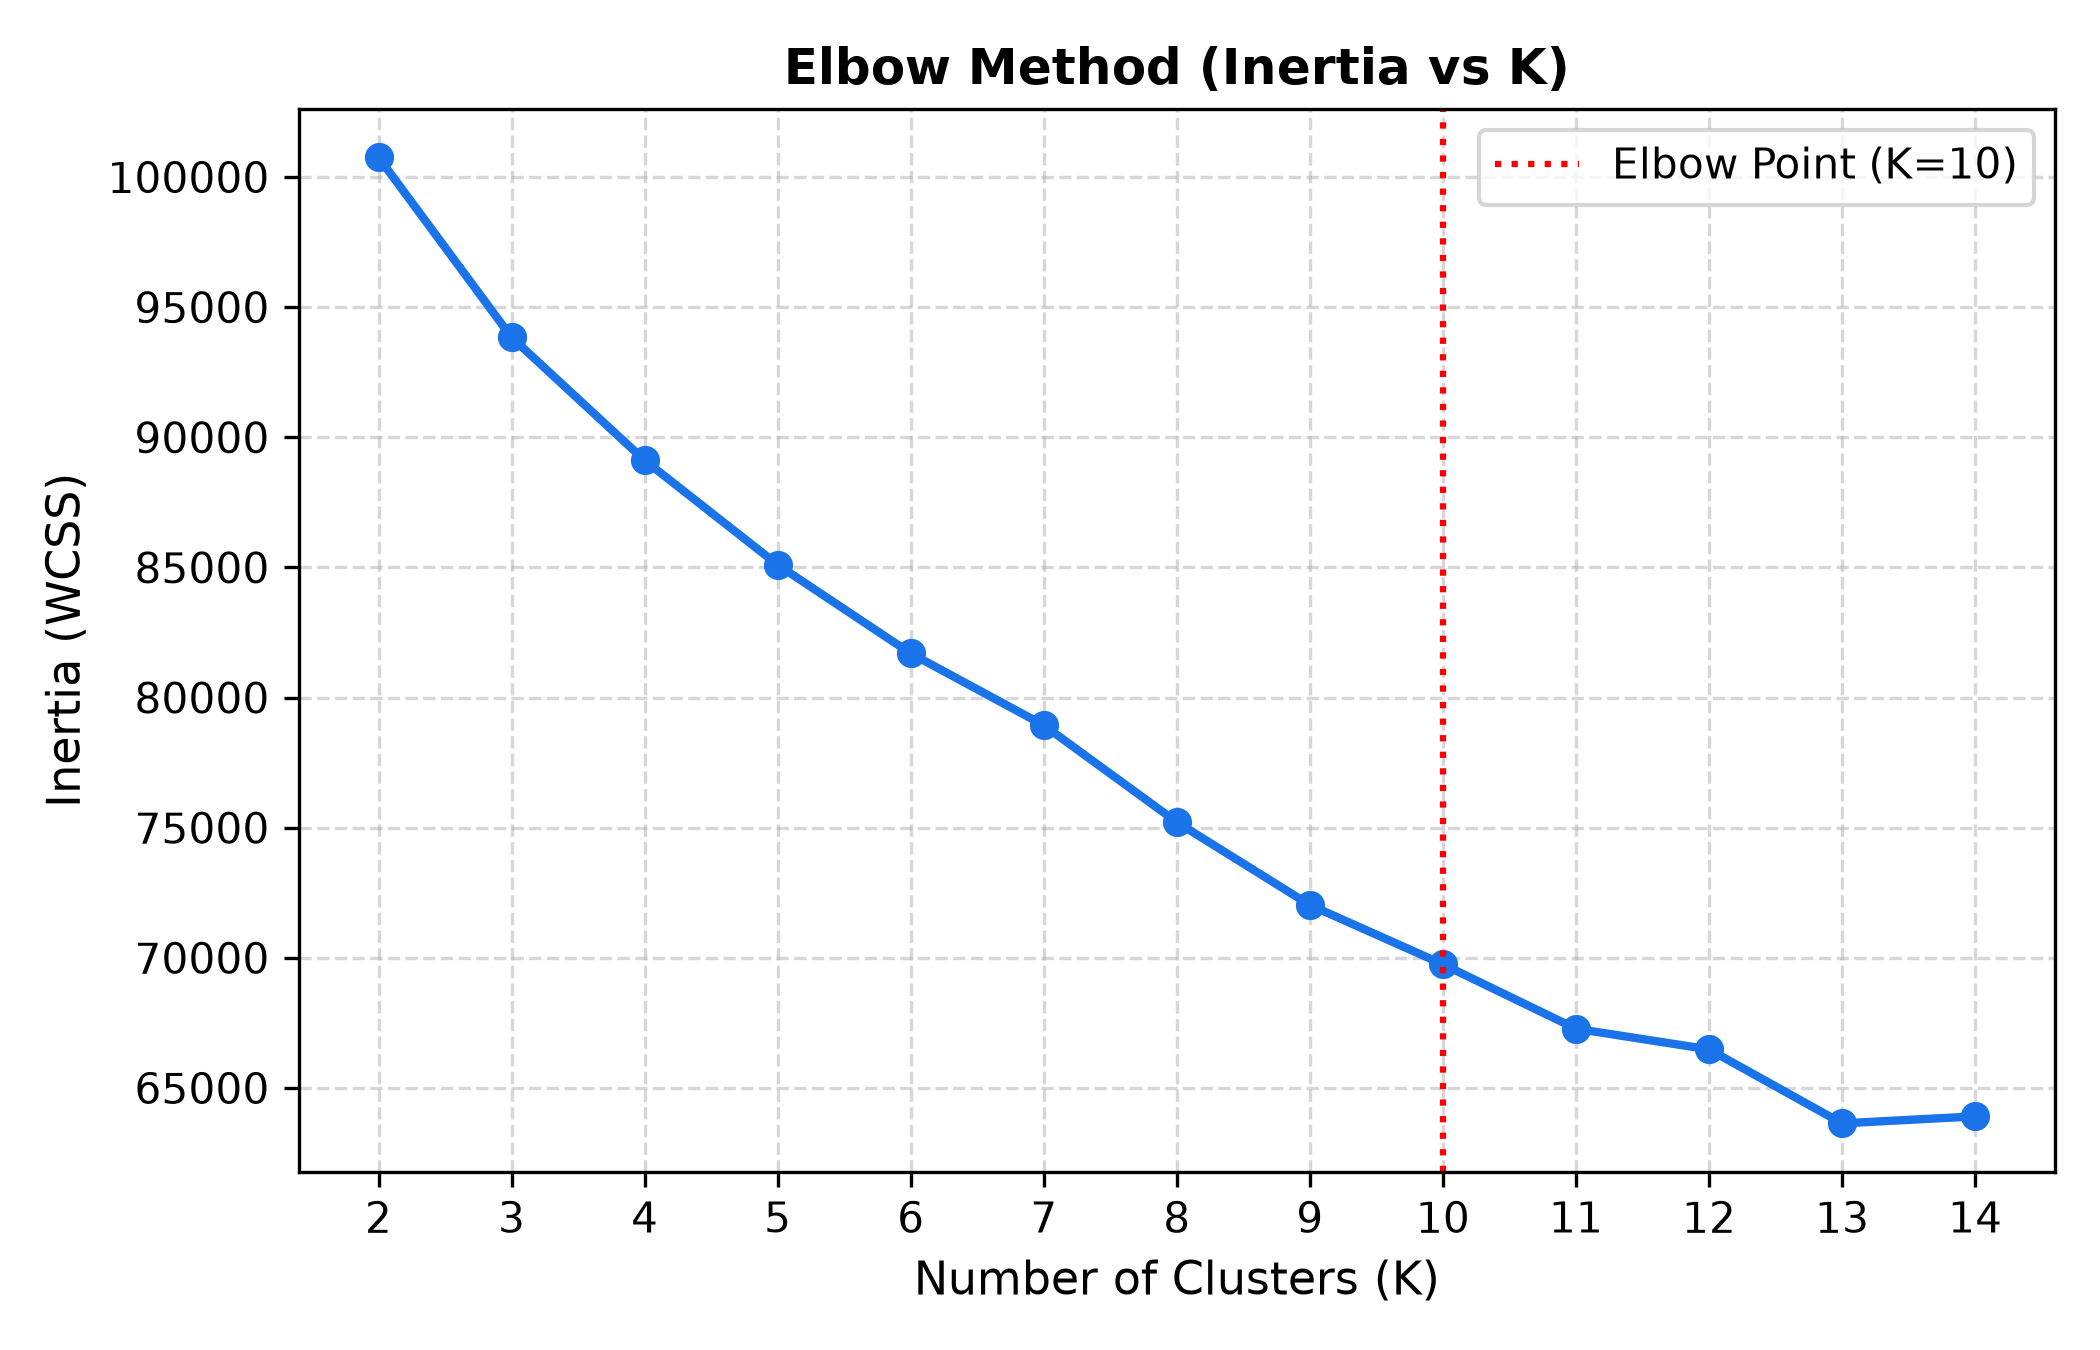 Elbow Method (Inertia vs K)
Elbow Point (K=10)
100000
95000
90000
85000
80000
75000
70000
65000
Inertia (WCSS)
2 3 4 5 6 7 8 9 10 11 12 13 14
Number of Clusters (K)